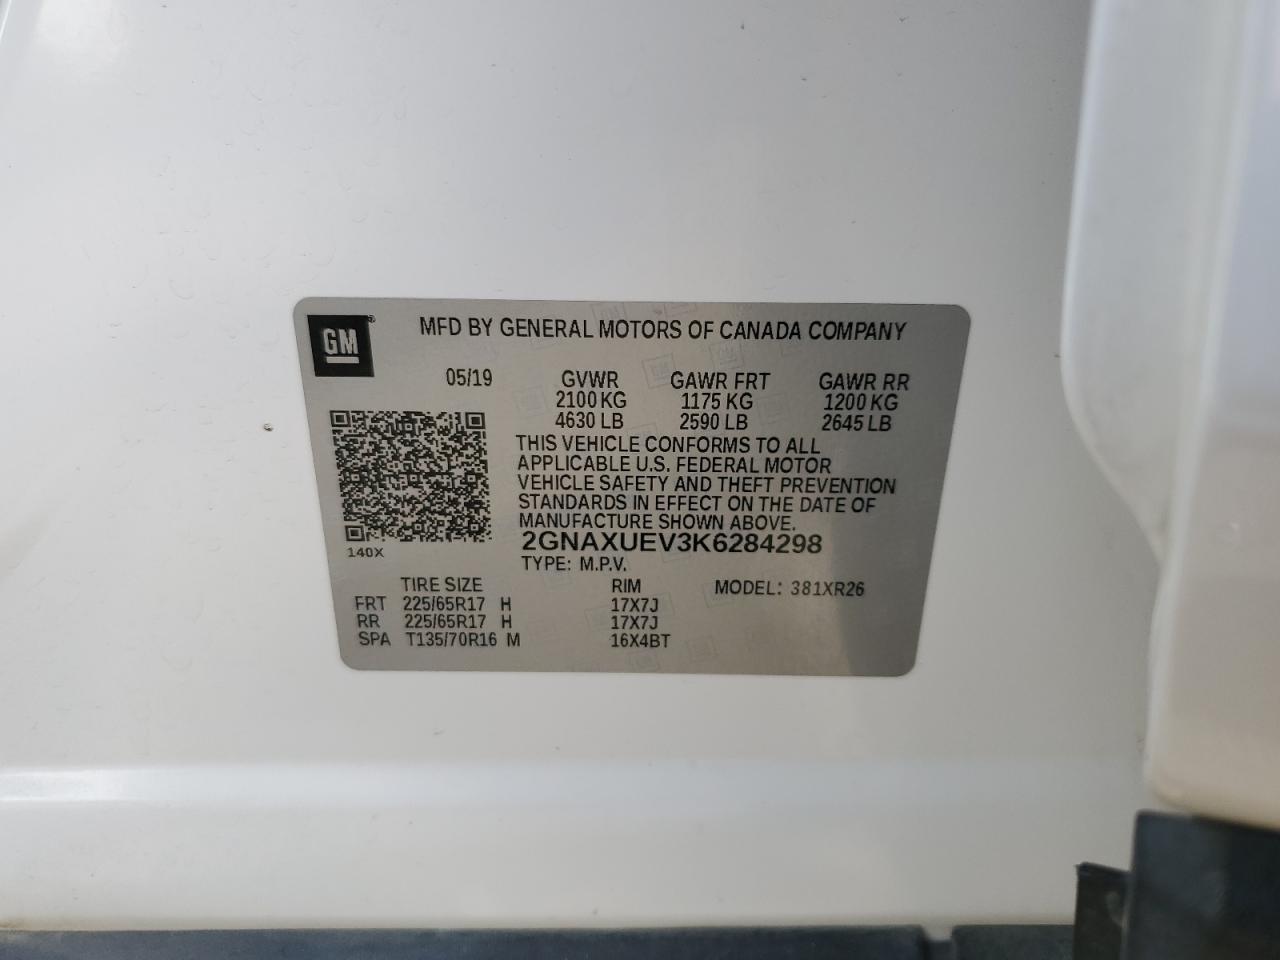 GM ®
MFD BY GENERAL MOTORS OF CANADA COMPANY
05/19 GVWR GAWR FRT GAWR RR
2100 KG 1175 KG 1200 KG
4630 LB 2590 LB 2645 LB
THIS VEHICLE CONFORMS TO ALL
APPLICABLE U.S. FEDERAL MOTOR
VEHICLE SAFETY AND THEFT PREVENTION
STANDARDS IN EFFECT ON THE DATE OF
MANUFACTURE SHOWN ABOVE.
2GNAXUEV3K6284298
140X
TYPE: M.P.V.
TIRE SIZE RIM MODEL: 381XR26
FRT 225/65R17 H 17X7J
RR 225/65R17 H 17X7J
SPA T135/70R16 M 16X4BT